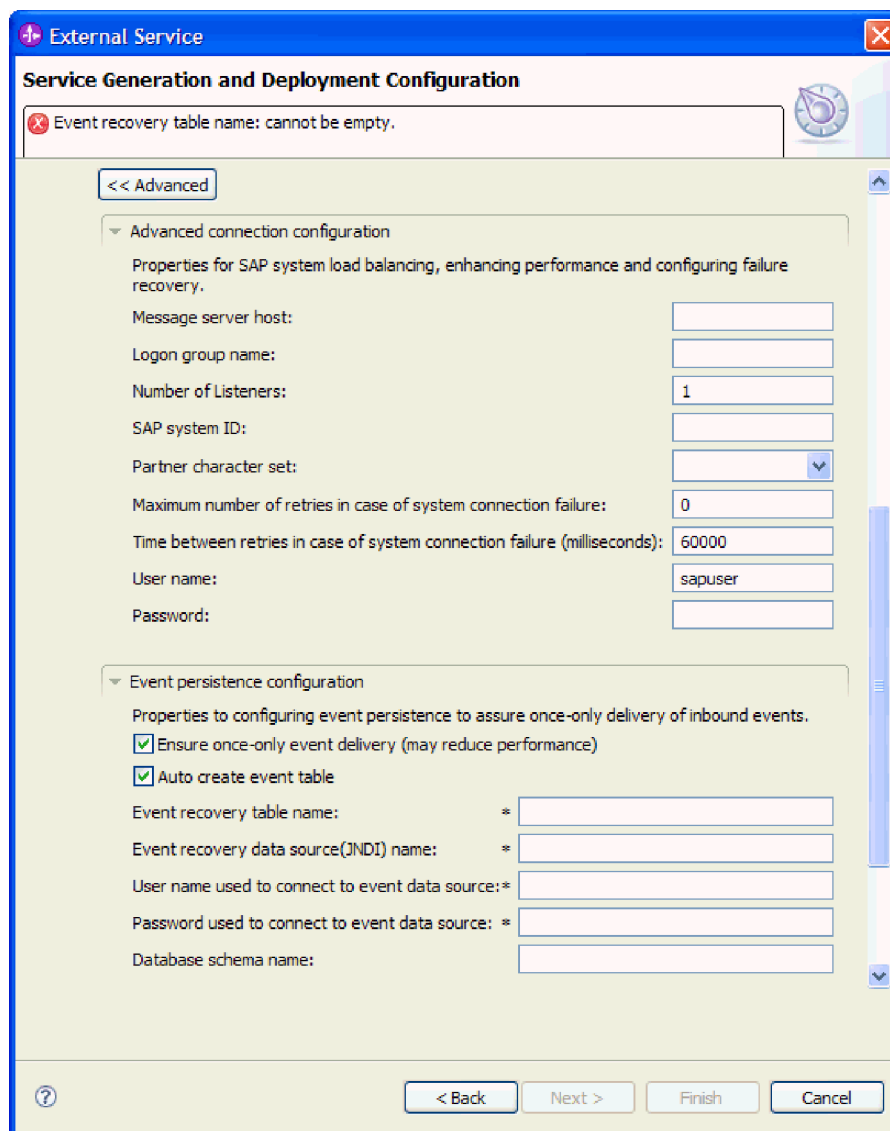 External Service
Service Generation and Deployment Configuration
Event recovery table name: cannot be empty.
<< Advanced
Advanced connection configuration
Properties for SAP system load balancing, enhancing performance and configuring failure
recovery.
Message server host:
Logon group name:
Number of Listeners: 1
SAP system ID:
Partner character set:
Maximum number of retries in case of system connection failure: 0
Time between retries in case of system connection failure (milliseconds): 60000
User name: sapuser
Password:
Event persistence configuration
Properties to configuring event persistence to assure once-only delivery of inbound events.
Ensure once-only event delivery (may reduce performance)
Auto create event table
Event recovery table name: *
Event recovery data source(JNDI) name: *
User name used to connect to event data source:*
Password used to connect to event data source: *
Database schema name:
? < Back Next > Finish Cancel